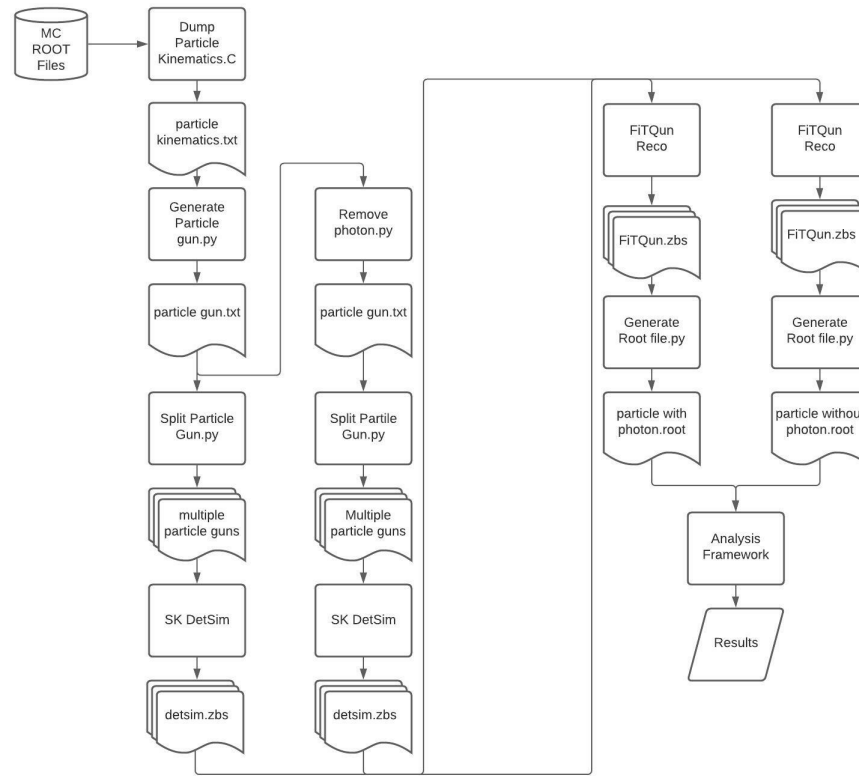 MC
ROOT
Files
Dump
Particle
Kinematics.C
particle
kinematics.txt
Generate
Particle
gun.py
particle gun.txt
Split Particle
Gun.py
multiple
particle guns
SK DetSim
detsim.zbs
Remove
photon.py
particle gun.txt
Split Partile
Gun.py
Multiple
particle guns
SK DetSim
detsim.zbs
FiTQun
Reco
FiTQun.zbs
Generate
Root file.py
particle with
photon.root
FiTQun
Reco
FiTQun.zbs
Generate
Root file.py
particle withou
photon.root
Analysis
Framework
Results